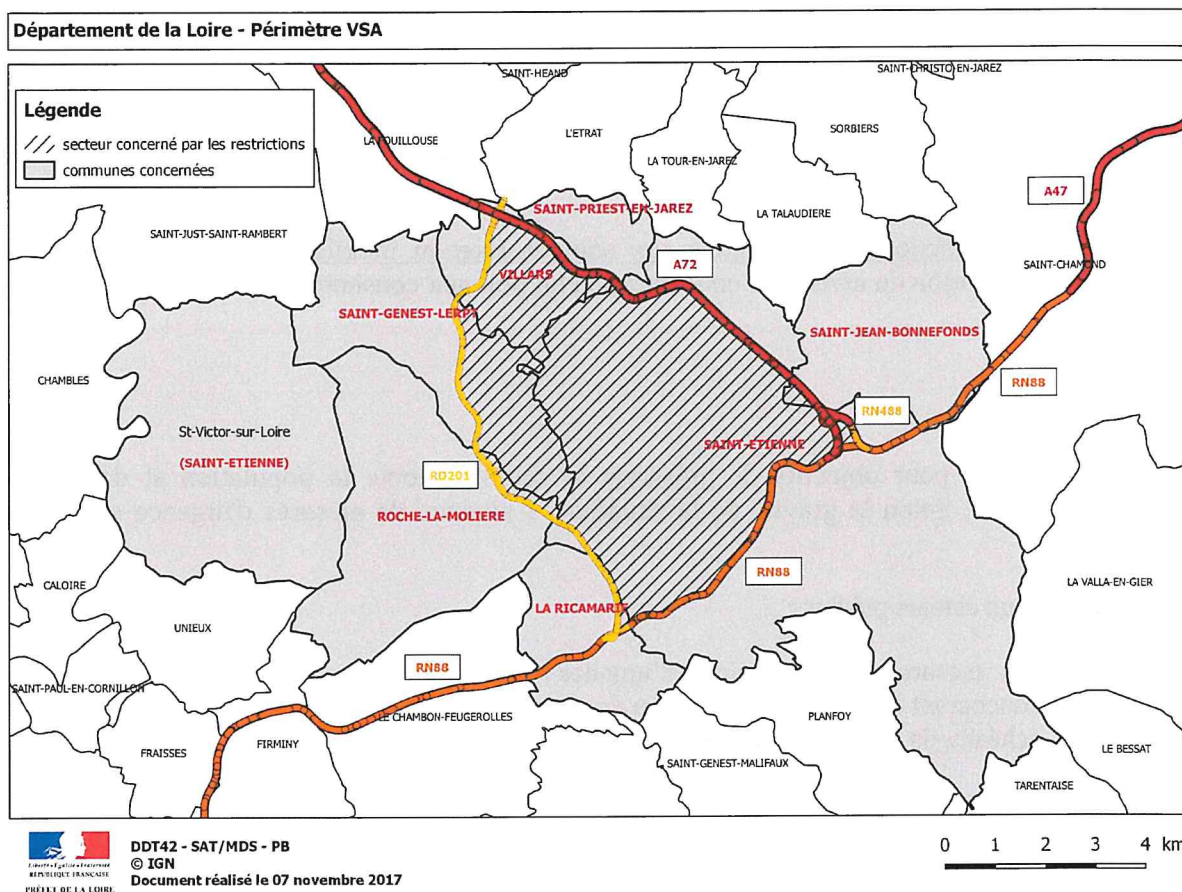 Département de la Loire - Périmètre VSA
SAINT-HEAND
SAINT-CHRISTO-EN-JAREZ
Légende
secteur concerné par les restrictions
communes concernées
LA FOUILLOUSE
L'ETRAT
SORBIERS
LA TOUR-EN-JAREZ
A47
SAINT-PRIEST-EN-JAREZ
LA TALAUDIERE
SAINT-JUST-SAINT-RAMBERT
A72
SAINT-CHAMOND
VILLARS
SAINT-GENEST-LERPT
SAINT-JEAN-BONNEFONDS
CHAMBLES
RN88
RN488
St-Victor-sur-Loire
(SAINT-ETIENNE)
SAINT-ETIENNE
RD201
ROCHE-LA-MOLIERE
RN88
LA VALLA-EN-GIER
CALOIRE
LA RICAMARIE
UNIEUX
RN88
SAINT-PAUL-EN-CORNILLON
LE CHAMBON-FEUGEROLLES
PLANFOY
FRAISSES
FIRMINY
LE BESSAT
SAINT-GENEST-MALIFAUX
TARENTAISE
Liberté • Égalité • Fraternité
RÉPUBLIQUE FRANÇAISE
PRÉFET DE LA LOIRE
DDT42 - SAT/MDS - PB
© IGN
Document réalisé le 07 novembre 2017
0 1 2 3 4 km